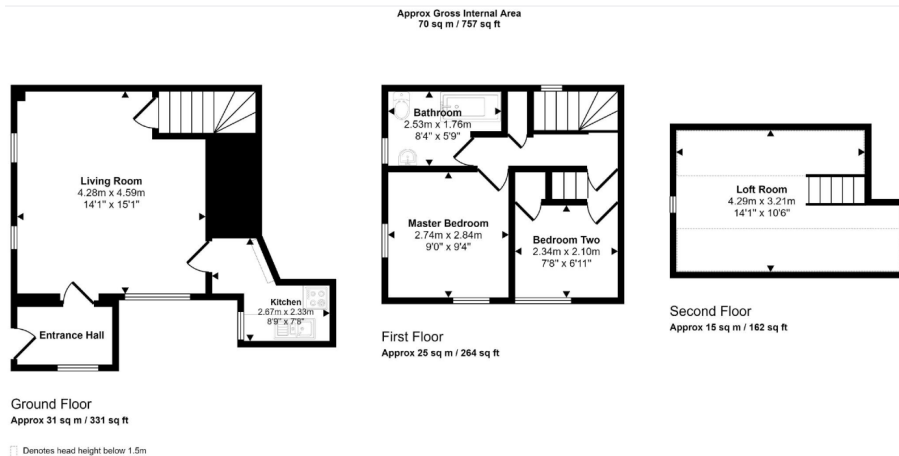 Approx Gross Internal Area
70 sq m / 757 sq ft
Living Room
4.28m x 4.59m
14'1" x 15'1"
Kitchen
2.67m x 2.33m
8'9" x 7'8"
Entrance Hall
Ground Floor
Approx 31 sq m / 331 sq ft
Bathroom
2.53m x 1.76m
8'4" x 5'9"
Master Bedroom
2.74m x 2.84m
9'0" x 9'4"
Bedroom Two
2.34m x 2.10m
7'8" x 6'11"
First Floor
Approx 25 sq m / 264 sq ft
Loft Room
4.29m x 3.21m
14'1" x 10'6"
Second Floor
Approx 15 sq m / 162 sq ft
Denotes head height below 1.5m